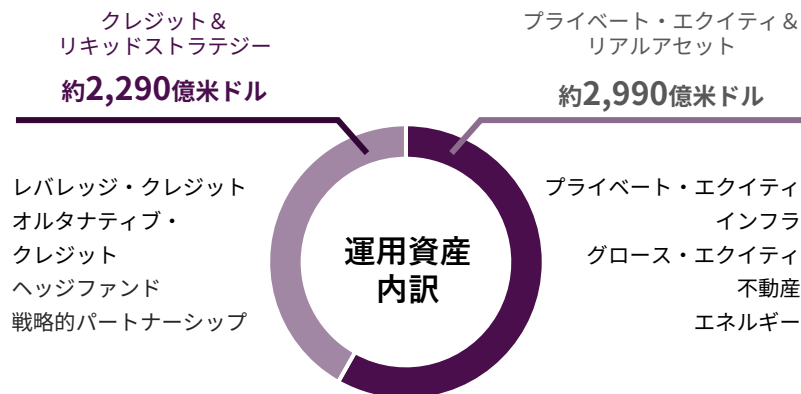 クレジット＆
リキッドストラテジー
約2,290億米ドル
プライベート・エクイティ＆
リアルアセット
約2,990億米ドル
レバレッジ・クレジット
オルタナティブ・
クレジット
ヘッジファンド
戦略的パートナーシップ
運用資産
内訳
プライベート・エクイティ
インフラ
グロース・エクイティ
不動産
エネルギー